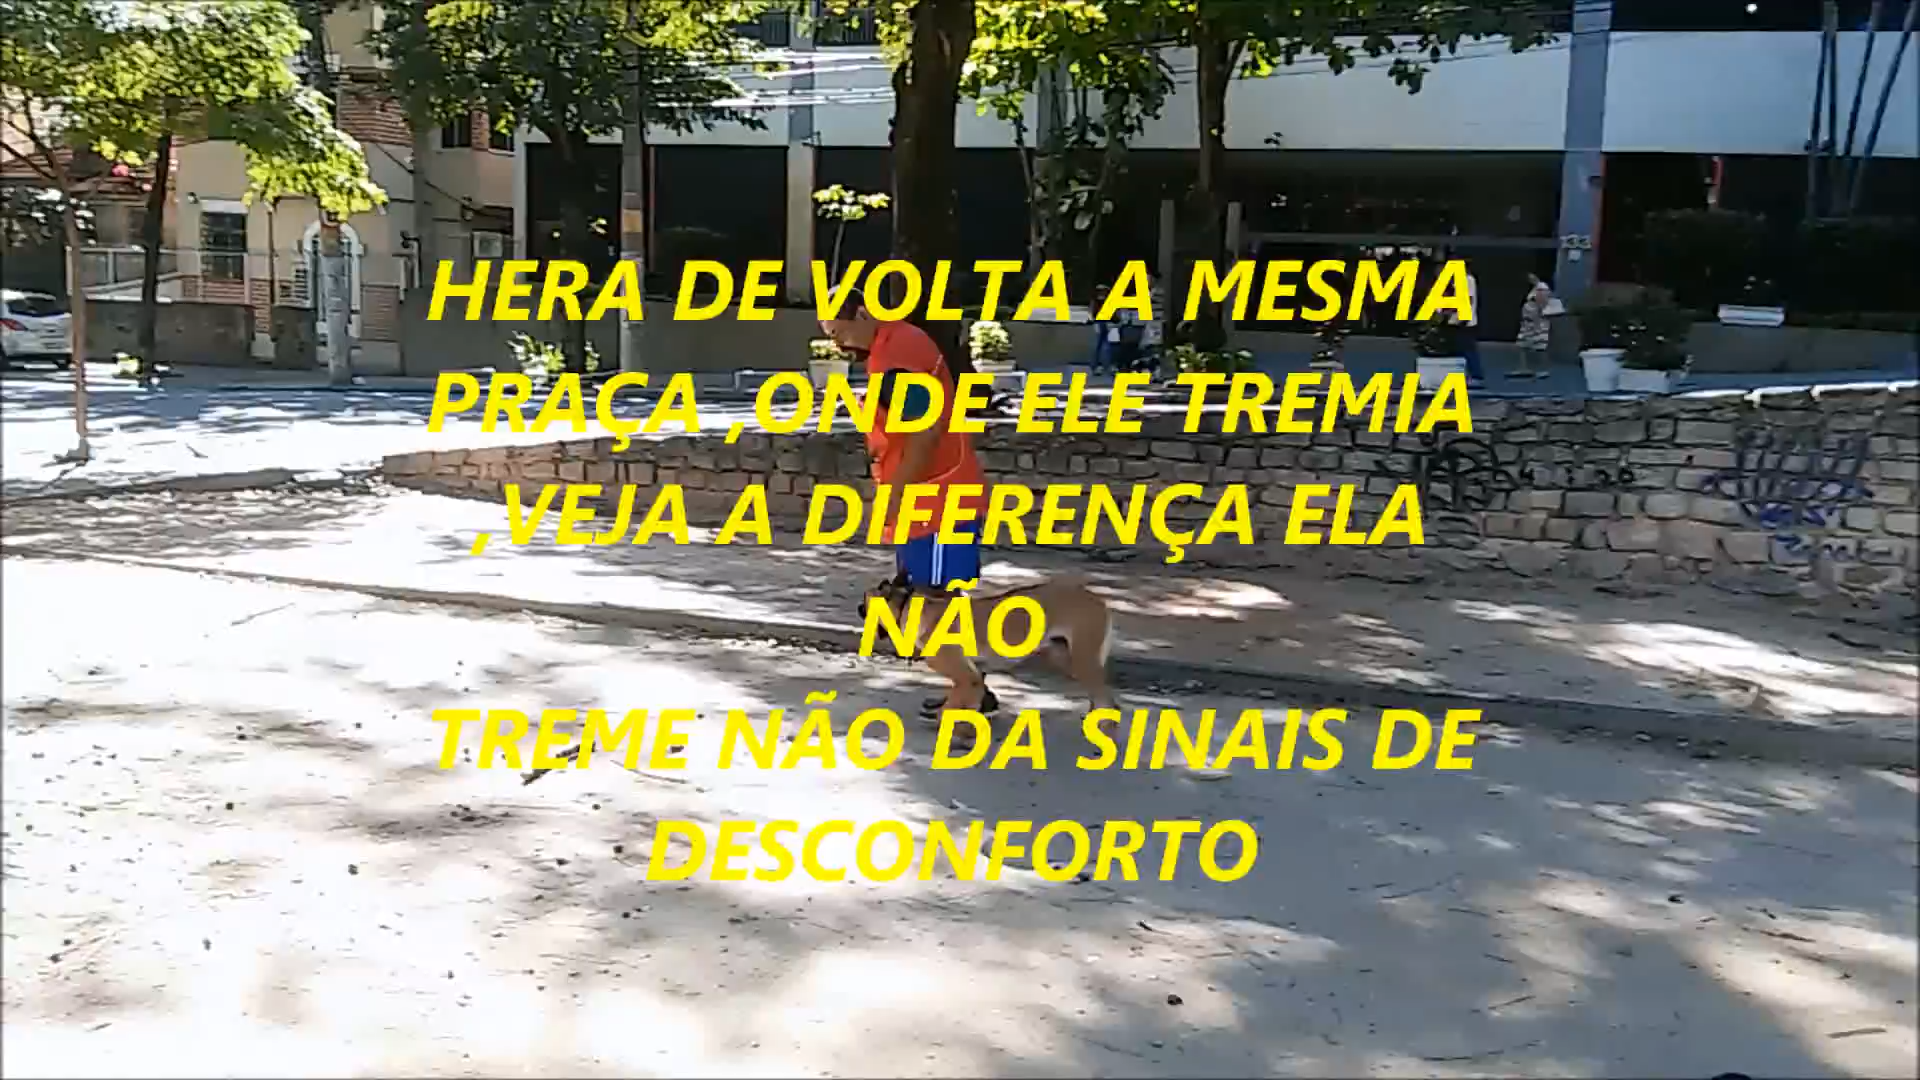 HERA DE VOLTA A MESMA
PRAÇA ,ONDE ELE TREMIA
,VEJA A DIFERENÇA ELA
NÃO
TREME NÃO DA SINAIS DE
DESCONFORTO